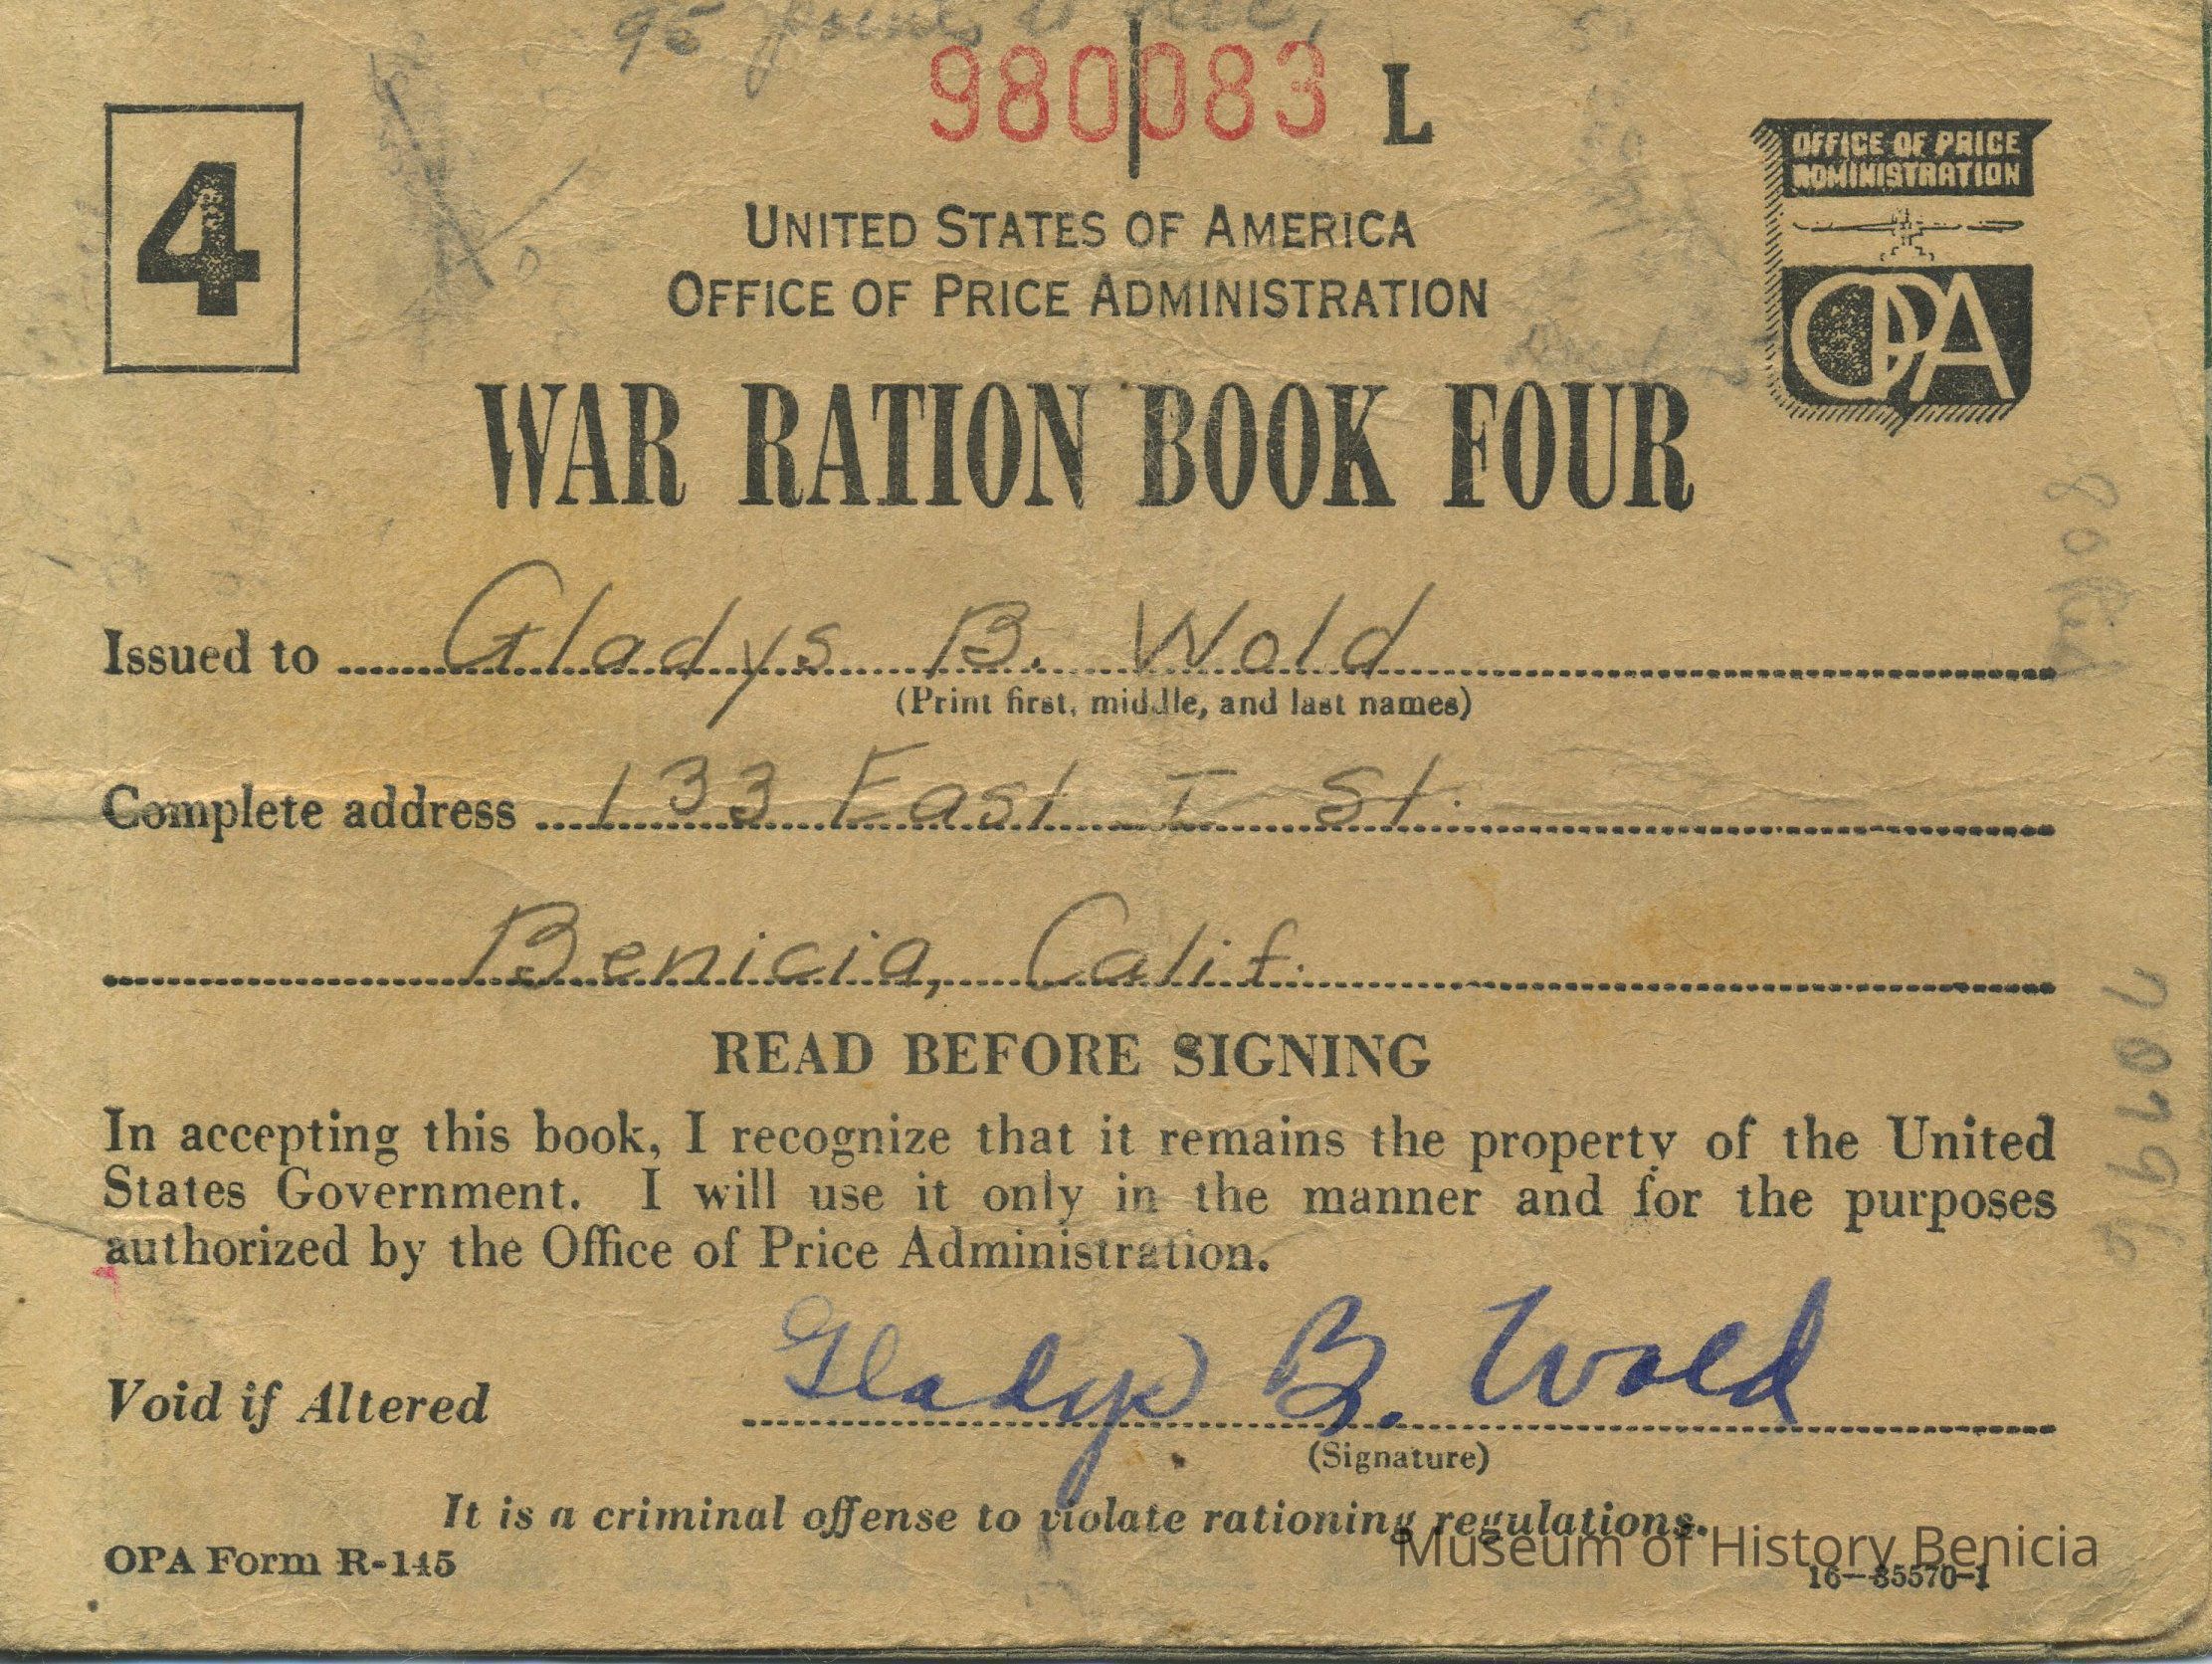 95 points
980083 L
4
OFFICE OF PRICE
ADMINISTRATION
OPA
UNITED STATES OF AMERICA
OFFICE OF PRICE ADMINISTRATION
WAR RATION BOOK FOUR
Issued to Gladys B. Wold
(Print first, middle, and last names)
Complete address 133 East I St.
Benicia, Calif.
READ BEFORE SIGNING
In accepting this book, I recognize that it remains the property of the United
States Government. I will use it only in the manner and for the purposes
authorized by the Office of Price Administration.
Void if Altered Gladys B. Wold
(Signature)
It is a criminal offense to violate rationing regulations.
OPA Form R-145
Museum of History Benicia
16—35570-1